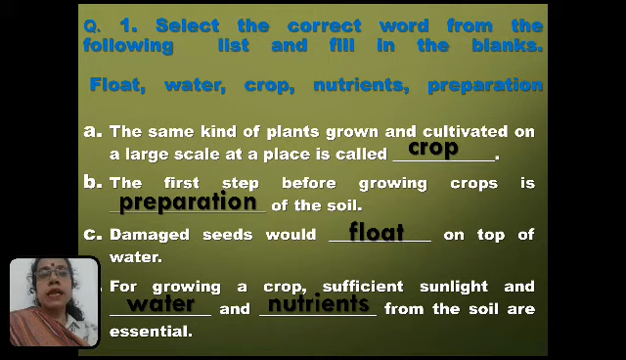 Q. 1. Select the correct word from the
following list and fill in the blanks.
Float, water, crop, nutrients, preparation
a. The same kind of plants grown and cultivated on
a large scale at a place is called crop.
b. The first step before growing crops is
preparation of the soil.
c. Damaged seeds would float on top of
water.
. For growing a crop, sufficient sunlight and
water and nutrients from the soil are
essential.